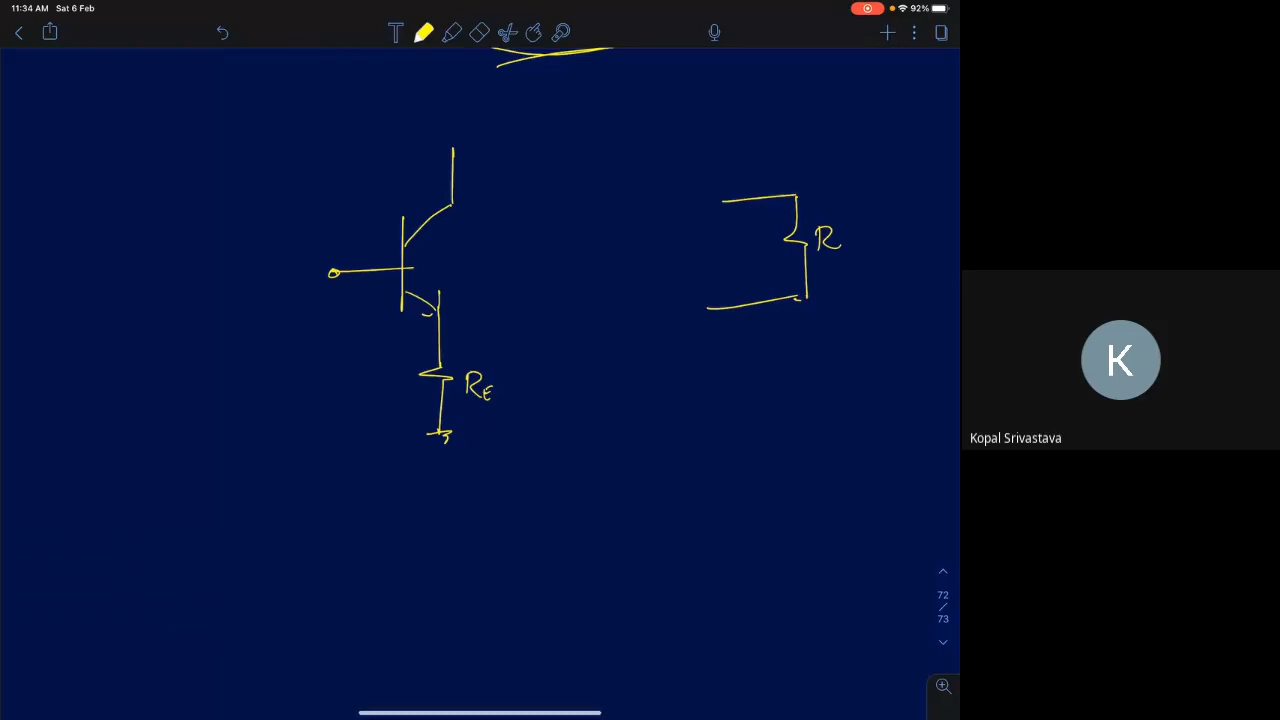 11:34 AM Sat 6 Feb
92%
T
R
R_E
K
Kopal Srivastava
72
/
73